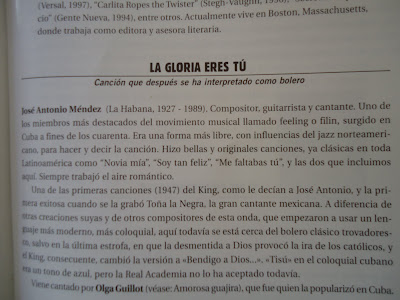 (Versal, 1997), "Carlita Ropes the Twister" (Stegh-Vaughn, 1998),
cio" (Gente Nueva, 1994), entre otros. Actualmente vive en Boston, Massachusetts,
donde trabaja como editora y asesora literaria.
LA GLORIA ERES TÚ
Canción que después se ha interpretado como bolero
José Antonio Méndez (La Habana, 1927 - 1989). Compositor, guitarrista y cantante. Uno de
los miembros más destacados del movimiento musical llamado feeling o filin, surgido en
Cuba a fines de los cuarenta. Era una forma más libre, con influencias del jazz norteameri-
cano, para hacer y decir la canción. Hizo bellas y originales canciones, ya clásicas en toda
Latinoamérica como "Novia mía", "Soy tan feliz", "Me faltabas tú", y las dos que incluimos
aquí. Siempre trabajó el aire romántico.
Una de las primeras canciones (1947) del King, como le decían a José Antonio, y la pri-
mera exitosa cuando se la grabó Toña la Negra, la gran cantante mexicana. A diferencia de
otras creaciones suyas y de otros compositores de esta onda, que empezaron a usar un len-
guaje más moderno, más coloquial, aquí todavía se está cerca del bolero clásico trovadores-
co, salvo en la última estrofa, en que la desmentida a Dios provocó la ira de los católicos, y
el King, consecuente, cambió la versión a «Bendigo a Dios...». «Tisú» en el coloquial cubano
era un tono de azul, pero la Real Academia no lo ha aceptado todavía.
Viene cantado por Olga Guillot (véase: Amorosa guajira), que fue quien la popularizó en Cuba.